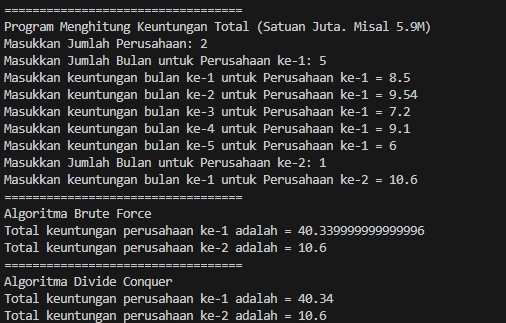 ==================================
Program Menghitung Keuntungan Total (Satuan Juta. Misal 5.9M)
Masukkan Jumlah Perusahaan: 2
Masukkan Jumlah Bulan untuk Perusahaan ke-1: 5
Masukkan keuntungan bulan ke-1 untuk Perusahaan ke-1 = 8.5
Masukkan keuntungan bulan ke-2 untuk Perusahaan ke-1 = 9.54
Masukkan keuntungan bulan ke-3 untuk Perusahaan ke-1 = 7.2
Masukkan keuntungan bulan ke-4 untuk Perusahaan ke-1 = 9.1
Masukkan keuntungan bulan ke-5 untuk Perusahaan ke-1 = 6
Masukkan Jumlah Bulan untuk Perusahaan ke-2: 1
Masukkan keuntungan bulan ke-1 untuk Perusahaan ke-2 = 10.6
==================================
Algoritma Brute Force
Total keuntungan perusahaan ke-1 adalah = 40.339999999999996
Total keuntungan perusahaan ke-2 adalah = 10.6
==================================
Algoritma Divide Conquer
Total keuntungan perusahaan ke-1 adalah = 40.34
Total keuntungan perusahaan ke-2 adalah = 10.6